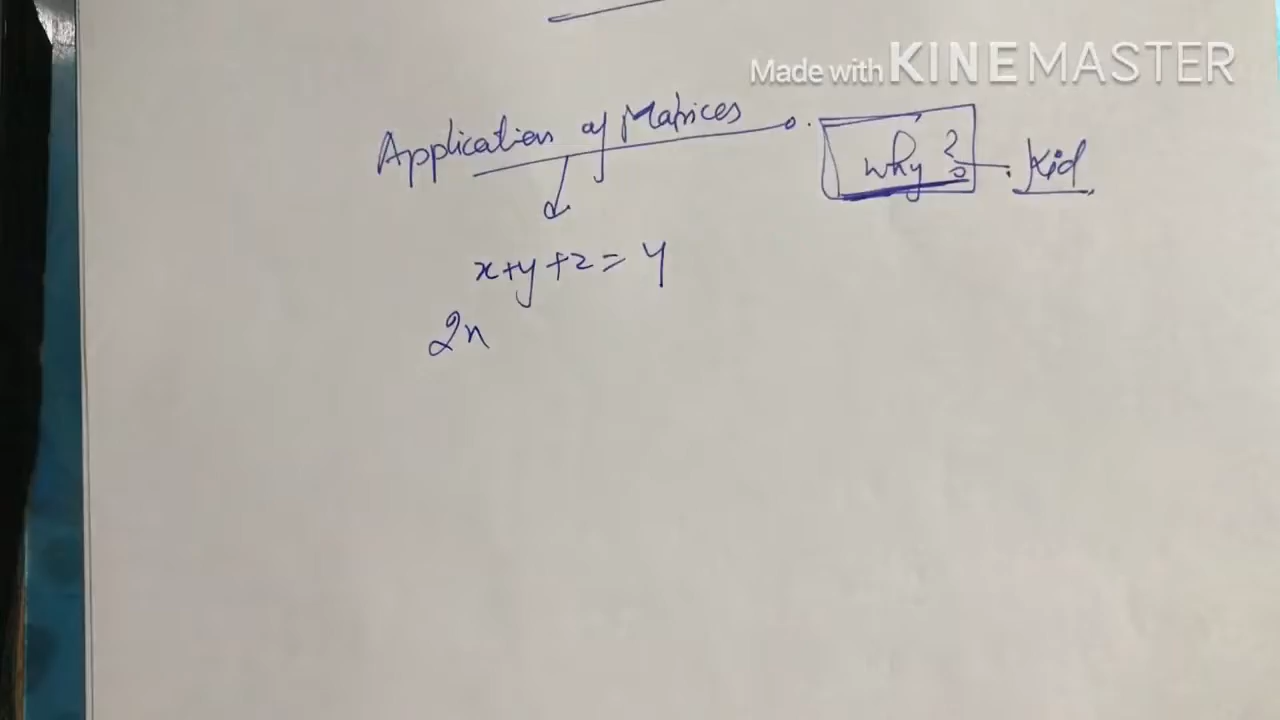 Made with KINEMASTER
Application of Matrices
why?
Kid
x+y+z=4
2x